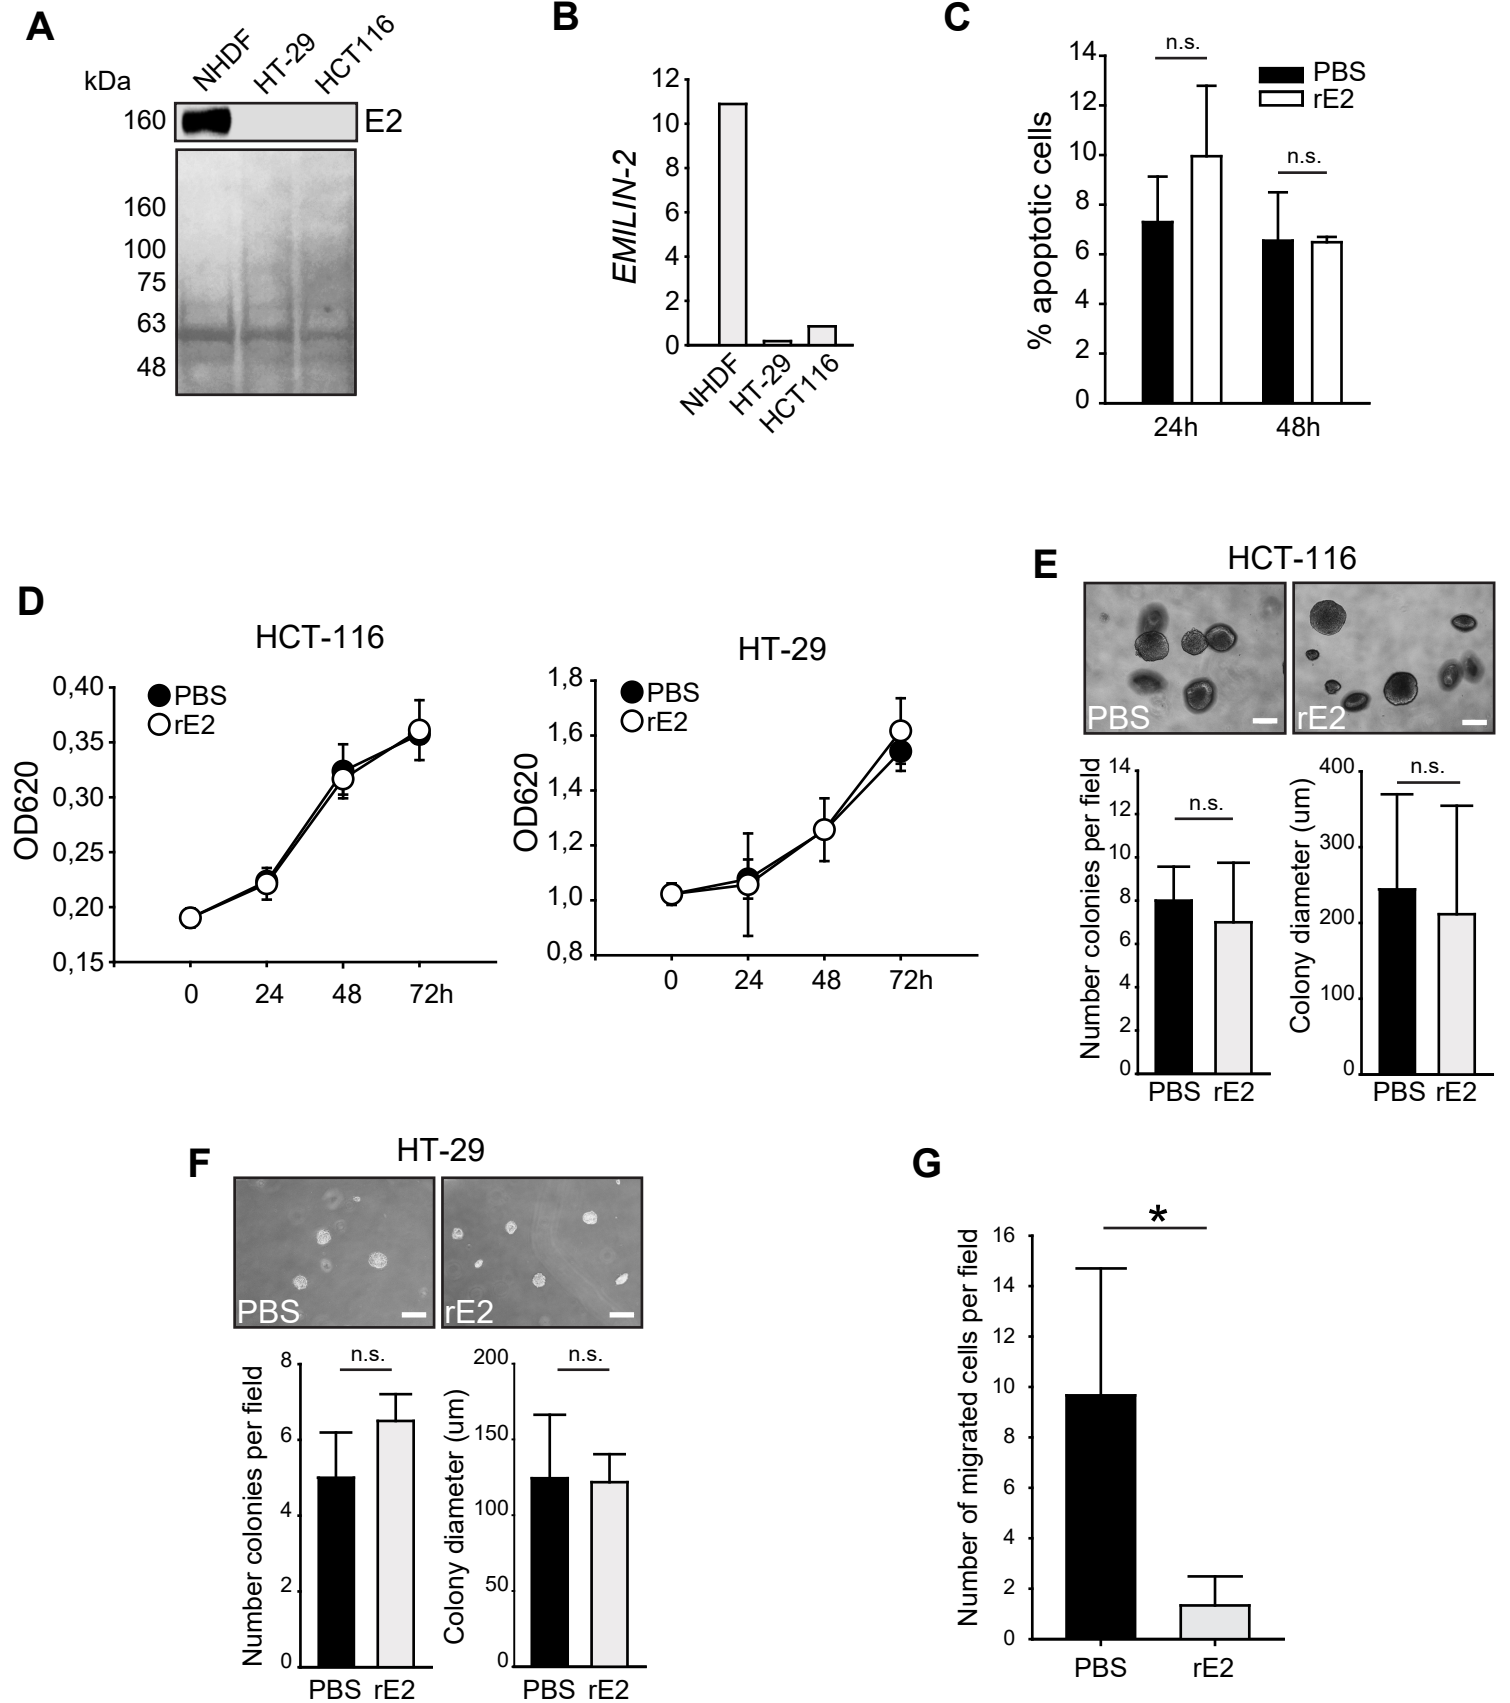 A
NHDF
HT-29
HCT116
kDa
160
E2
160
100
75
63
48
B
EMILIN-2
12
10
8
6
4
2
0
NHDF
HT-29
HCT116
C
% apoptotic cells
14
12
10
8
6
4
2
0
n.s.
n.s.
PBS
rE2
24h
48h
D
HCT-116
OD620
0,40
0,35
0,30
0,25
0,20
0,15
PBS
rE2
0
24
48
72h
HT-29
OD620
1,8
1,6
1,4
1,2
1,0
0,8
PBS
rE2
0
24
48
72h
E
HCT-116
PBS
rE2
Number colonies per field
14
12
10
8
6
4
2
0
n.s.
PBS
rE2
Colony diameter (um)
400
300
200
100
0
n.s.
PBS
rE2
F
HT-29
PBS
rE2
Number colonies per field
8
6
4
2
0
n.s.
PBS
rE2
Colony diameter (um)
200
150
100
50
0
n.s.
PBS
rE2
G
Number of migrated cells per field
16
14
12
10
8
6
4
2
0
*
PBS
rE2